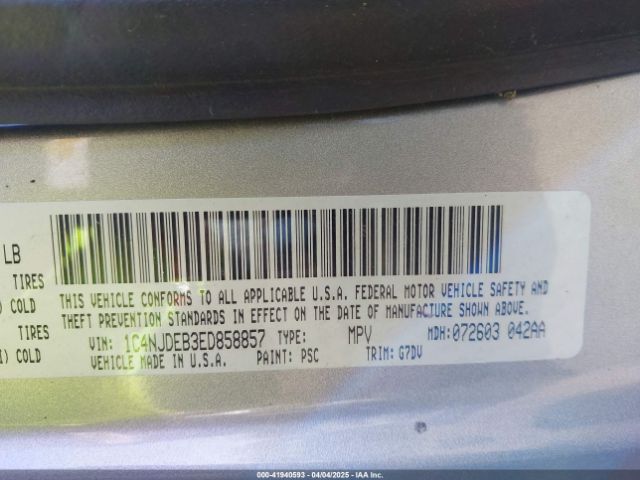 LB
TIRES
) COLD
TIRES
I) COLD
THIS VEHICLE CONFORMS TO ALL APPLICABLE U.S.A. FEDERAL MOTOR VEHICLE SAFETY AND
THEFT PREVENTION STANDARDS IN EFFECT ON THE DATE OF MANUFACTURE SHOWN ABOVE.
VIN: 1C4NJDEB3ED858857 TYPE: MPV MDH:072603 042AA
VEHICLE MADE IN U.S.A. PAINT: PSC TRIM: G7DV
00-41940593 - 04/04/2025 - IAA Inc.